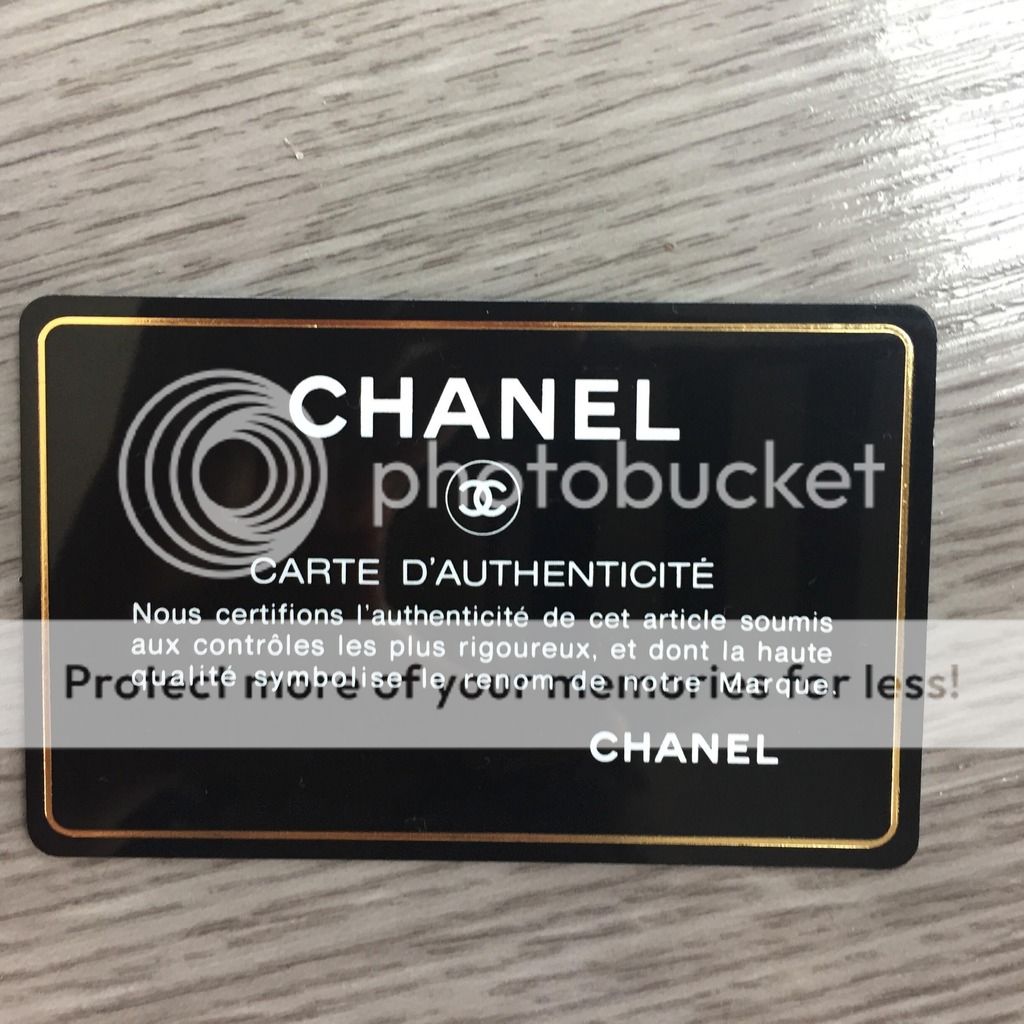 CHANEL
photobucket
CARTE D'AUTHENTICITÉ
Nous certifions l'authenticité de cet article soumis
aux contrôles les plus rigoureux, et dont la haute
qualité symbolise le renom de notre Marque.
Protect more of your memories for less!
CHANEL